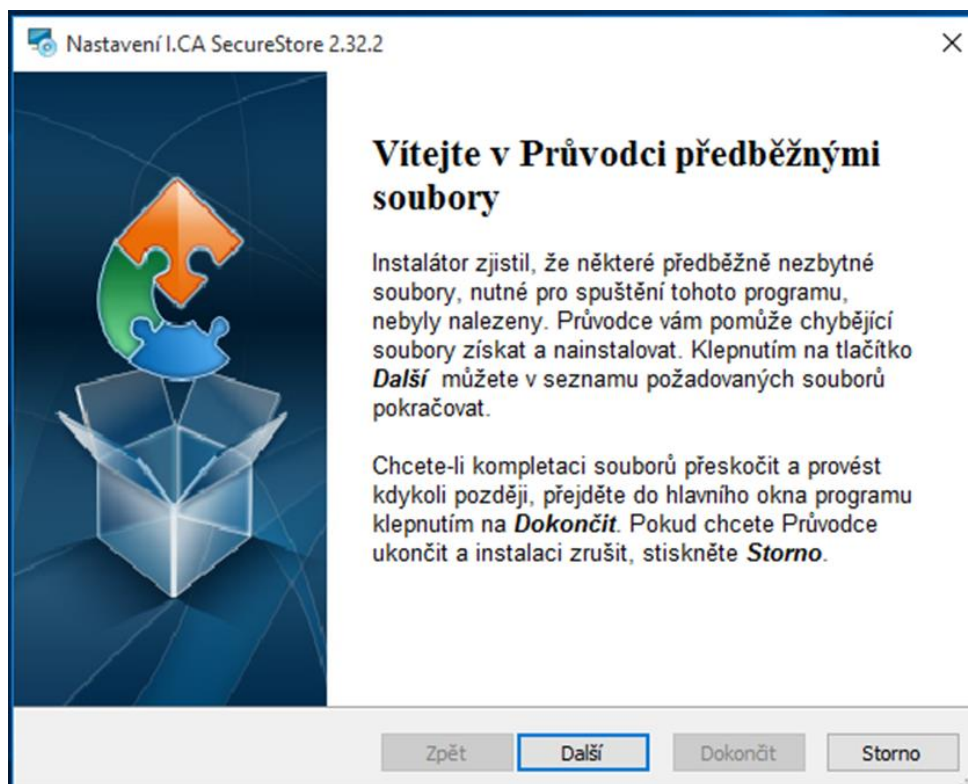 Nastavení I.CA SecureStore 2.32.2
Vítejte v Průvodci předběžnými
soubory
Instalátor zjistil, že některé předběžně nezbytné
soubory, nutné pro spuštění tohoto programu,
nebyly nalezeny. Průvodce vám pomůže chybějící
soubory získat a nainstalovat. Klepnutím na tlačítko
Další můžete v seznamu požadovaných souborů
pokračovat.
Chcete-li kompletaci souborů přeskočit a provést
kdykoli později, přejděte do hlavního okna programu
klepnutím na Dokončit. Pokud chcete Průvodce
ukončit a instalaci zrušit, stiskněte Storno.
Zpět Další Dokončit Storno